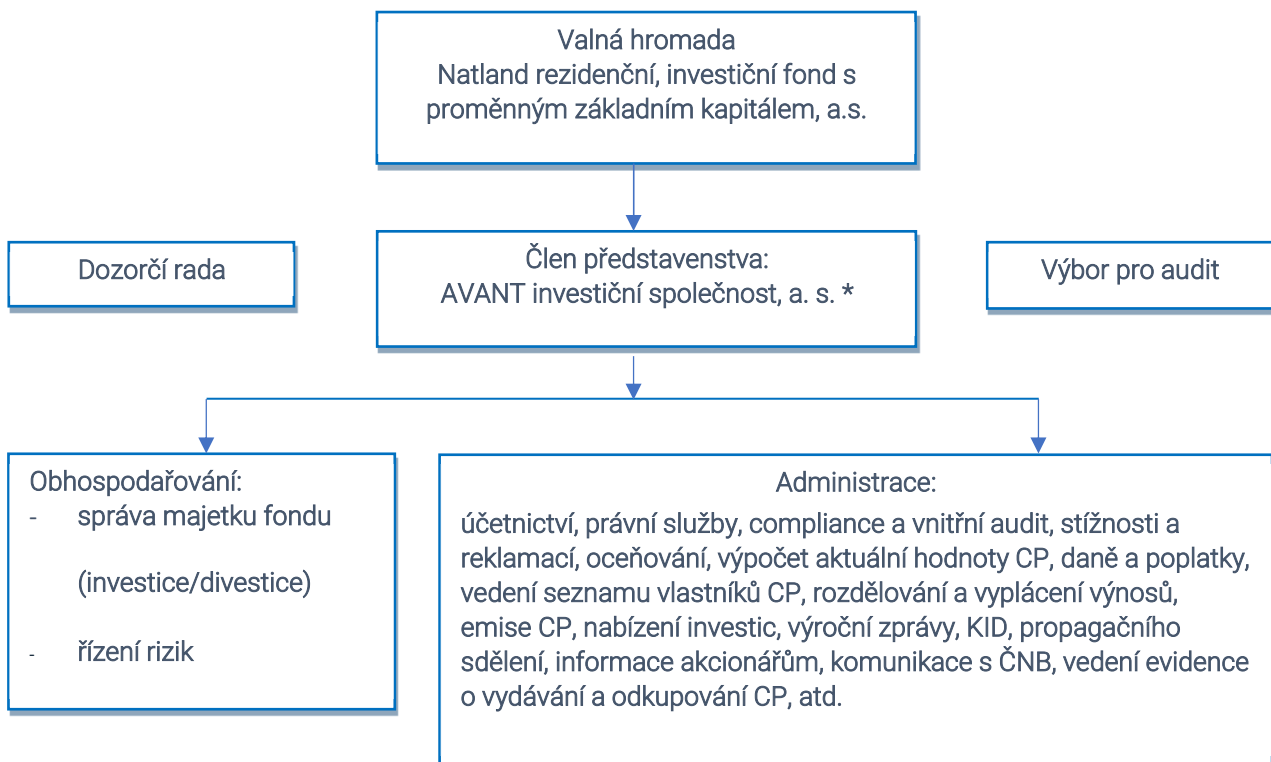 Valná hromada
Natland rezidenční, investiční fond s
proměnným základním kapitálem, a.s.
Dozorčí rada
Člen představenstva:
AVANT investiční společnost, a. s. *
Výbor pro audit
Obhospodařování:
- správa majetku fondu
(investice/divestice)
- řízení rizik
Administrace:
účetnictví, právní služby, compliance a vnitřní audit, stížnosti a
reklamací, oceňování, výpočet aktuální hodnoty CP, daně a poplatky,
vedení seznamu vlastníků CP, rozdělování a vyplácení výnosů,
emise CP, nabízení investic, výroční zprávy, KID, propagačního
sdělení, informace akcionářům, komunikace s ČNB, vedení evidence
o vydávání a odkupování CP, atd.